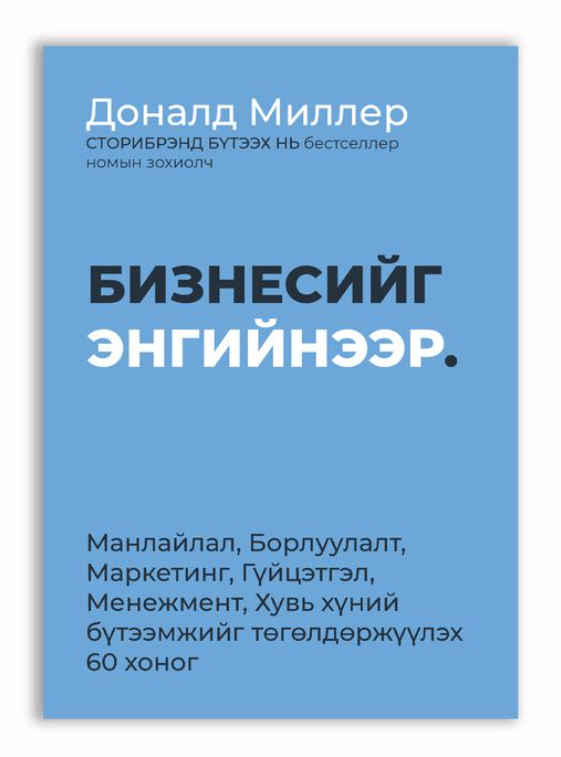 Доналд Миллер
СТОРИБРЭНД БҮТЭЭХ НЬ бестселлер
номын зохиолч
БИЗНЕСИЙГ
ЭНГИЙНЭЭР.
Манлайлал, Борлуулалт,
Маркетинг, Гүйцэтгэл,
Менежмент, Хувь хүний
бүтээмжийг төгөлдөржүүлэх
60 хоног